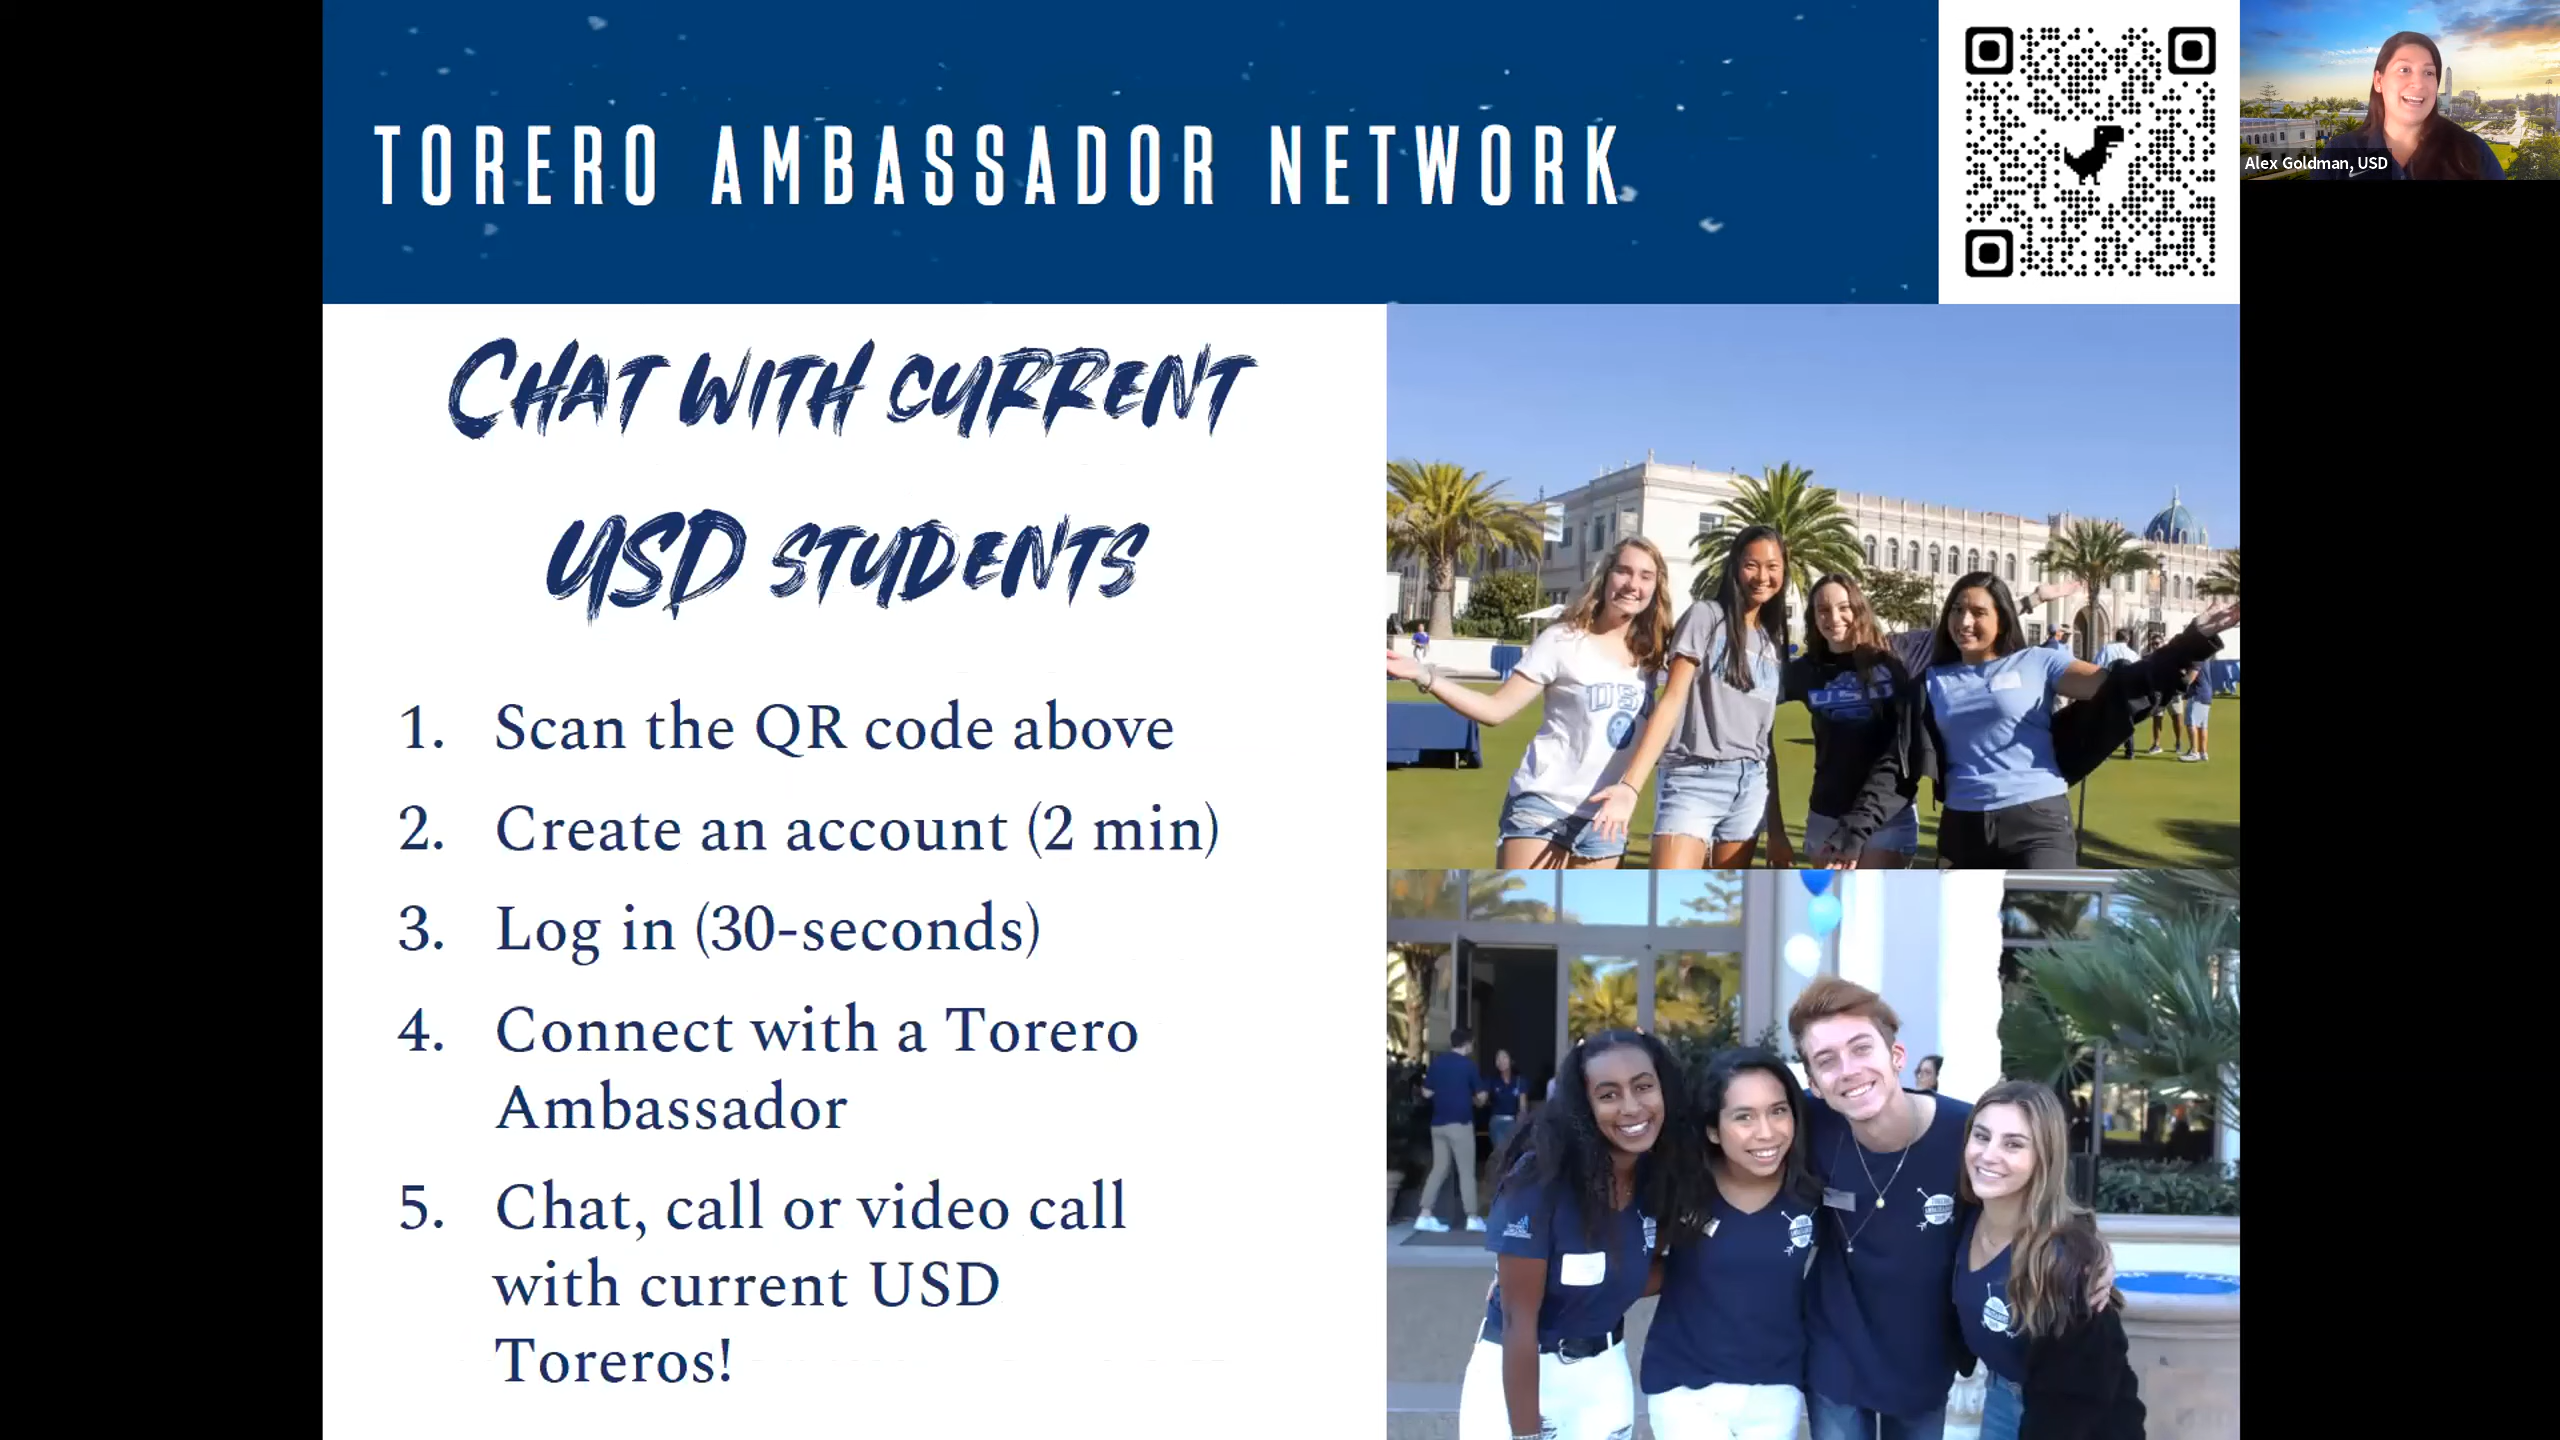 TORERO AMBASSADOR NETWORK
Alex Goldman, USD
CHAT WITH CURRENT
USD STUDENTS
1. Scan the QR code above
2. Create an account (2 min)
3. Log in (30-seconds)
4. Connect with a Torero
Ambassador
5. Chat, call or video call
with current USD
Toreros!
USD